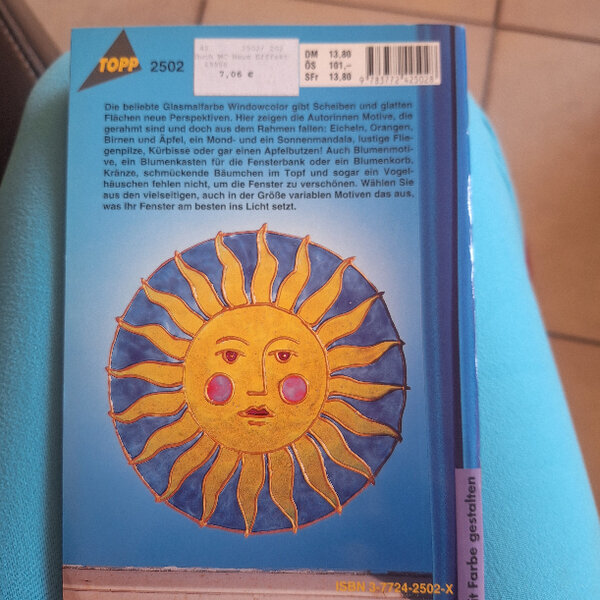 TOPP 2502
7,06 €
DM 13,80
ÖS 101,—
SFr 13,80
9 783772 425028
Die beliebte Glasmalfarbe Windowcolor gibt Scheiben und glatten
Flächen neue Perspektiven. Hier zeigen die Autorinnen Motive, die
gerahmt sind und doch aus dem Rahmen fallen: Eicheln, Orangen,
Birnen und Äpfel, ein Mond- und ein Sonnenmandala, lustige Flie-
genpilze, Kürbisse oder gar einen Apfelbutzen! Auch Blumenmoti-
ve, ein Blumenkasten für die Fensterbank oder ein Blumenkorb,
Kränze, schmückende Bäumchen im Topf und sogar ein Vogel-
häuschen fehlen nicht, um die Fenster zu verschönen. Wählen Sie
aus den vielseitigen, auch in der Größe variablen Motiven das aus,
was Ihr Fenster am besten ins Licht setzt.
it Farbe gestalten
ISBN 3-7724-2502-X